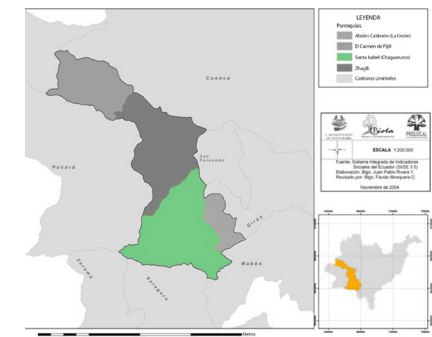 LEYENDA
Parroquias
Abdón Calderón (La Unión)
El Carmen de Pijili
Santa Isabel (Chaguarurco)
Zhaglli
Cantones Limítrofes
Cuenca
San
Fernando
Pucará
Girón
Nabón
Zaruma
Saraguro
Biota
PROLOCAL
ESCALA 1:200.000
Fuente: Sistema Integrado de Indicadores
Sociales del Ecuador (SIISE 3.5)
Elaboración: Blgo. Juan Pablo Rivera Y.
Revisado por: Blgo. Favián Mosquera O.
Noviembre de 2004
Metros